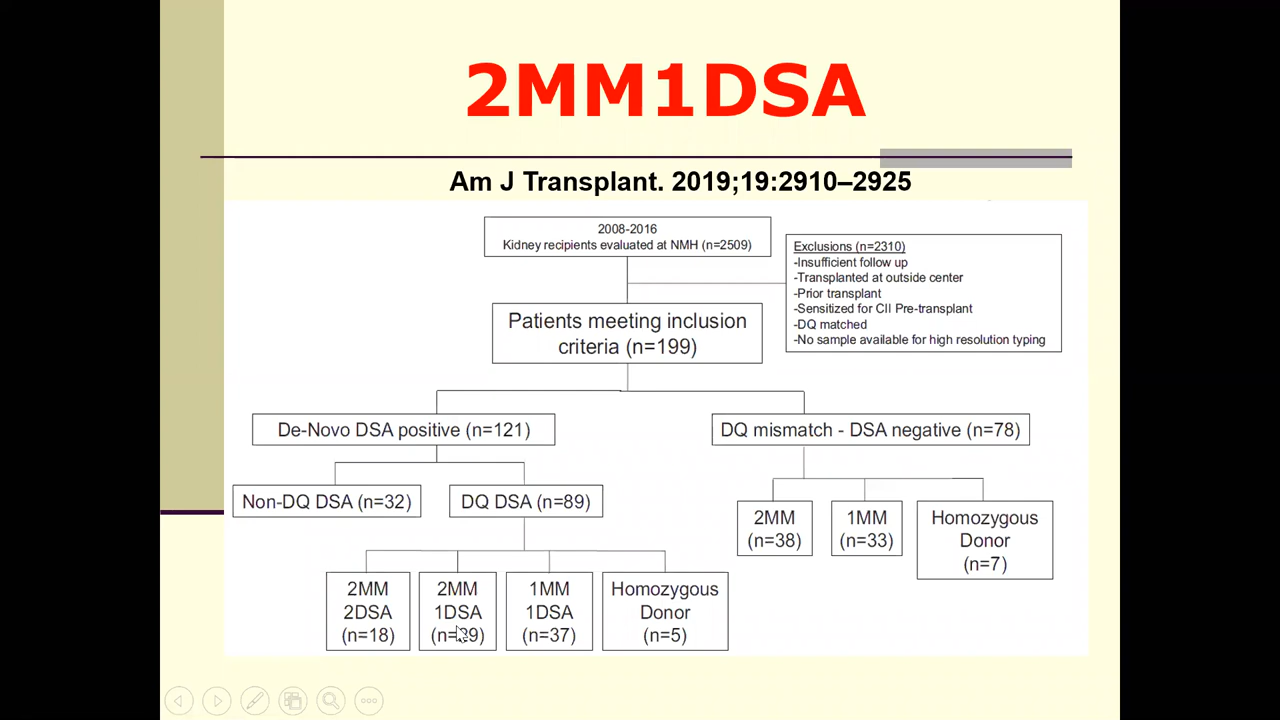 2MM1DSA
Am J Transplant. 2019;19:2910–2925
2008-2016
Kidney recipients evaluated at NMH (n=2509)
Exclusions (n=2310)
-Insufficient follow up
-Transplanted at outside center
-Prior transplant
-Sensitized for CII Pre-transplant
-DQ matched
-No sample available for high resolution typing
Patients meeting inclusion
criteria (n=199)
De-Novo DSA positive (n=121)
DQ mismatch - DSA negative (n=78)
Non-DQ DSA (n=32)
DQ DSA (n=89)
2MM
(n=38)
1MM
(n=33)
Homozygous
Donor
(n=7)
2MM
2DSA
(n=18)
2MM
1DSA
(n=29)
1MM
1DSA
(n=37)
Homozygous
Donor
(n=5)